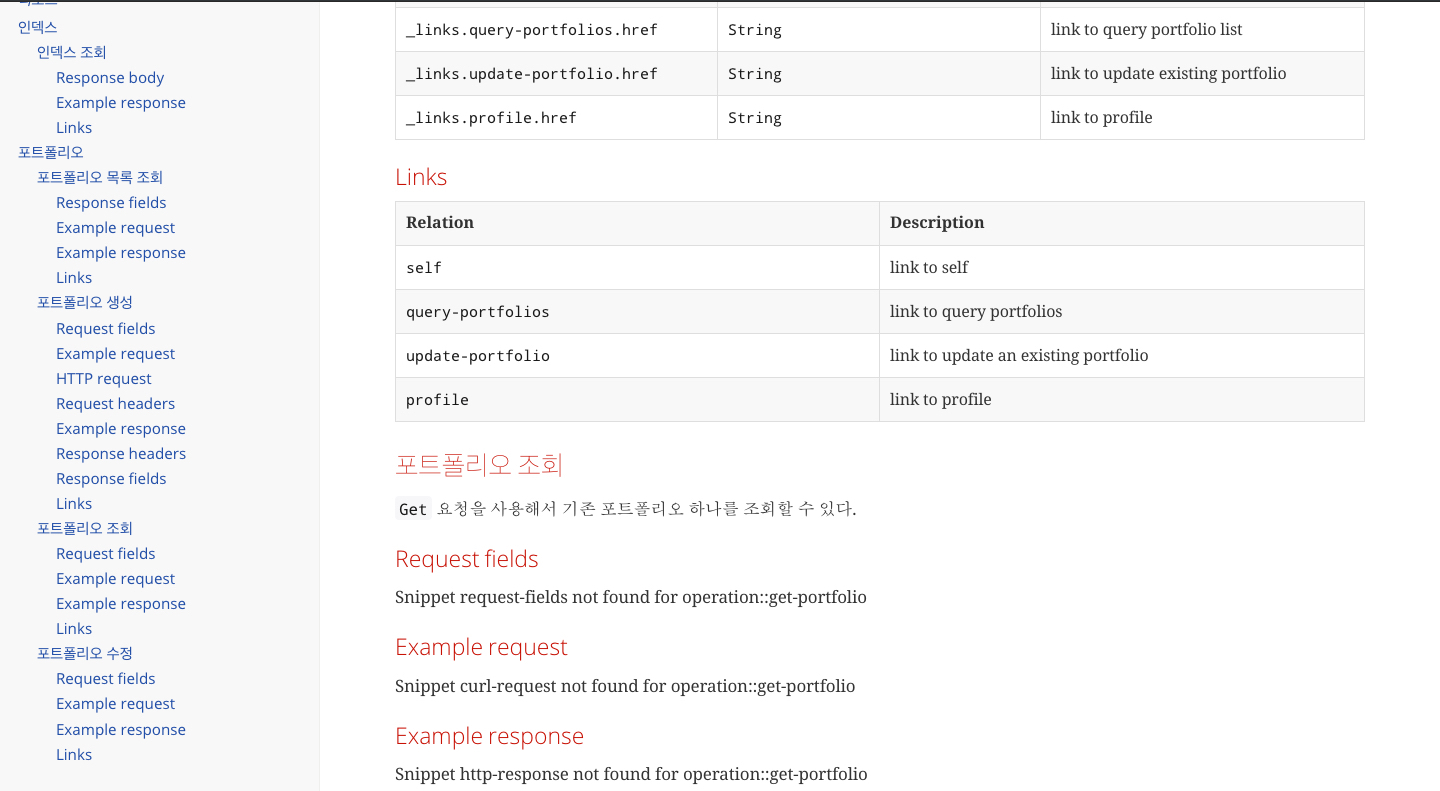 인덱스
인덱스 조회
Response body
Example response
Links
포트폴리오
포트폴리오 목록 조회
Response fields
Example request
Example response
Links
포트폴리오 생성
Request fields
Example request
HTTP request
Request headers
Example response
Response headers
Response fields
Links
포트폴리오 조회
Request fields
Example request
Example response
Links
포트폴리오 수정
Request fields
Example request
Example response
Links
_links.query-portfolios.href String link to query portfolio list
_links.update-portfolio.href String link to update existing portfolio
_links.profile.href String link to profile
Links
Relation Description
self link to self
query-portfolios link to query portfolios
update-portfolio link to update an existing portfolio
profile link to profile
포트폴리오 조회
Get 요청을 사용해서 기존 포트폴리오 하나를 조회할 수 있다.
Request fields
Snippet request-fields not found for operation::get-portfolio
Example request
Snippet curl-request not found for operation::get-portfolio
Example response
Snippet http-response not found for operation::get-portfolio